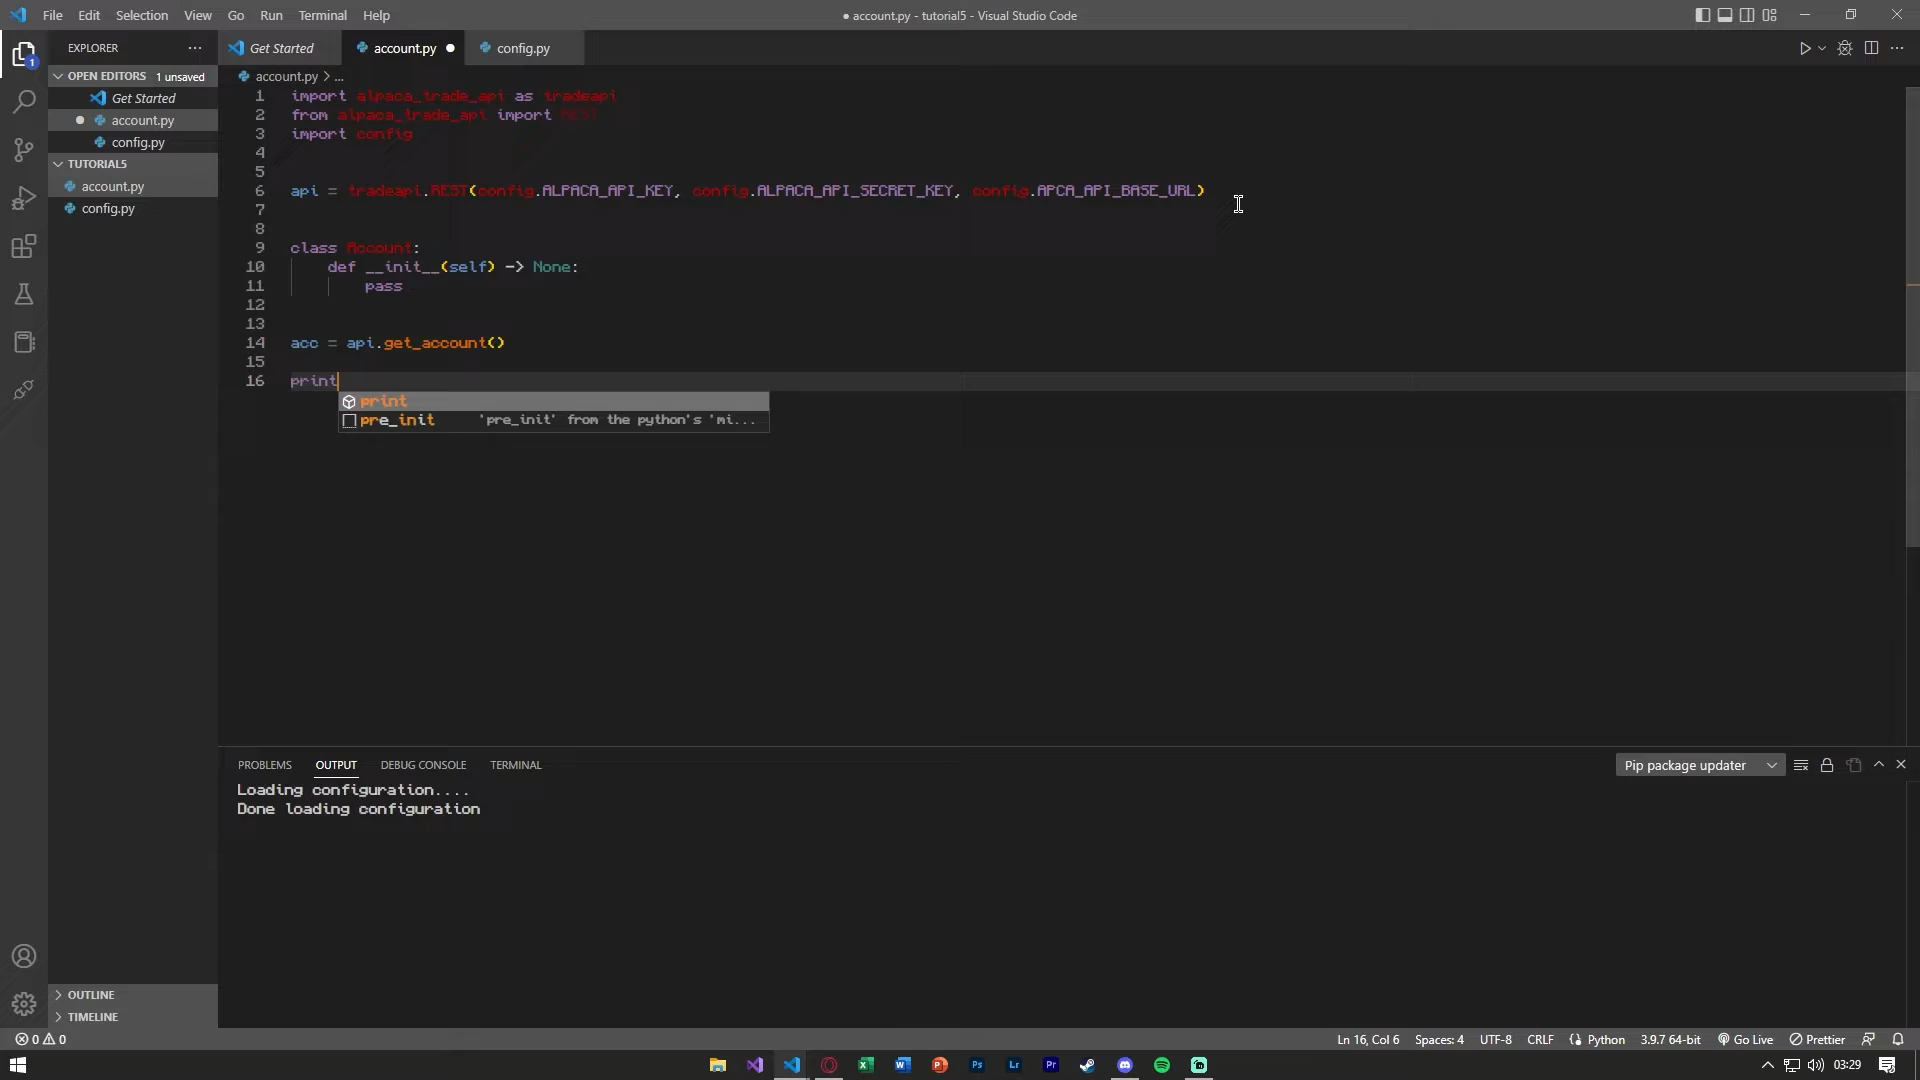 File Edit Selection View Go Run Terminal Help
● account.py - tutorial5 - Visual Studio Code
EXPLORER
Get Started
account.py
config.py
OPEN EDITORS 1 unsaved
Get Started
account.py
config.py
TUTORIAL5
account.py
config.py
OUTLINE
TIMELINE
account.py > ...
1 import alpaca_trade_api as tradeapi
2 from alpaca_trade_api import REST
3 import config
4
5
6 api = tradeapi.REST(config.ALPACA_API_KEY, config.ALPACA_API_SECRET_KEY, config.APCA_API_BASE_URL)
7
8
9 class Account:
10 def __init__(self) -> None:
11 pass
12
13
14 acc = api.get_account()
15
16 print
print
pre_init 'pre_init' from the python's 'mi...
PROBLEMS OUTPUT DEBUG CONSOLE TERMINAL
Pip package updater
Loading configuration....
Done loading configuration
0 0
Ln 16, Col 6 Spaces: 4 UTF-8 CRLF Python 3.9.7 64-bit Go Live Prettier
03:29